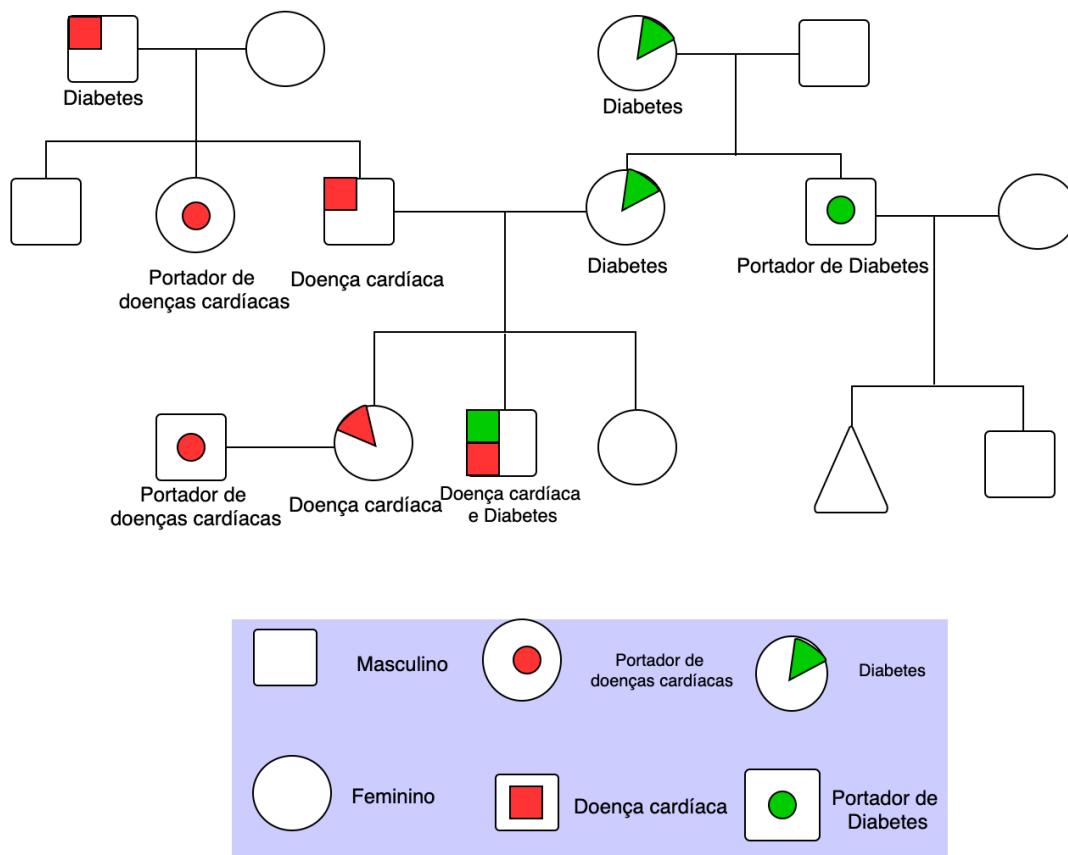 Diabetes
Diabetes
Portador de
doenças cardíacas
Doença cardíaca
Diabetes
Portador de Diabetes
Portador de
doenças cardíacas
Doença cardíaca
Doença cardíaca
e Diabetes
Masculino
Portador de
doenças cardíacas
Diabetes
Feminino
Doença cardíaca
Portador de
Diabetes